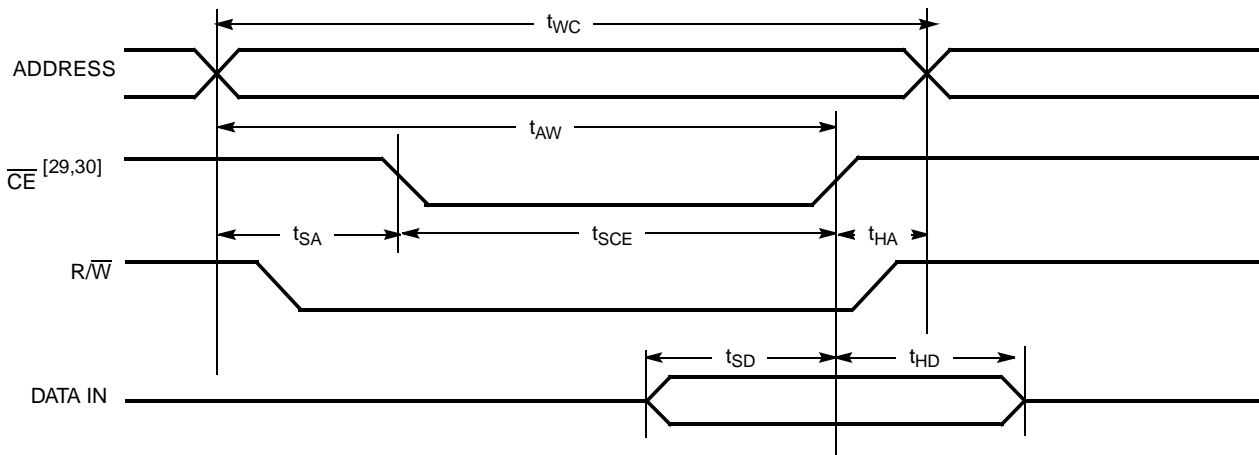 tWC
ADDRESS
tAW
CE [29,30]
tSA
tSCE
tHA
R/W
tSD
tHD
DATA IN